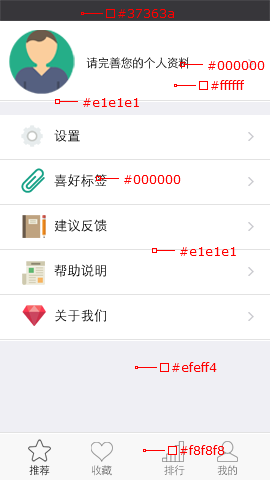 #37363a
请完善您的个人资料
#000000
#ffffff
#e1e1e1
设置
喜好标签
#000000
建议反馈
#e1e1e1
帮助说明
关于我们
#efeff4
#f8f8f8
推荐 收藏 排行 我的